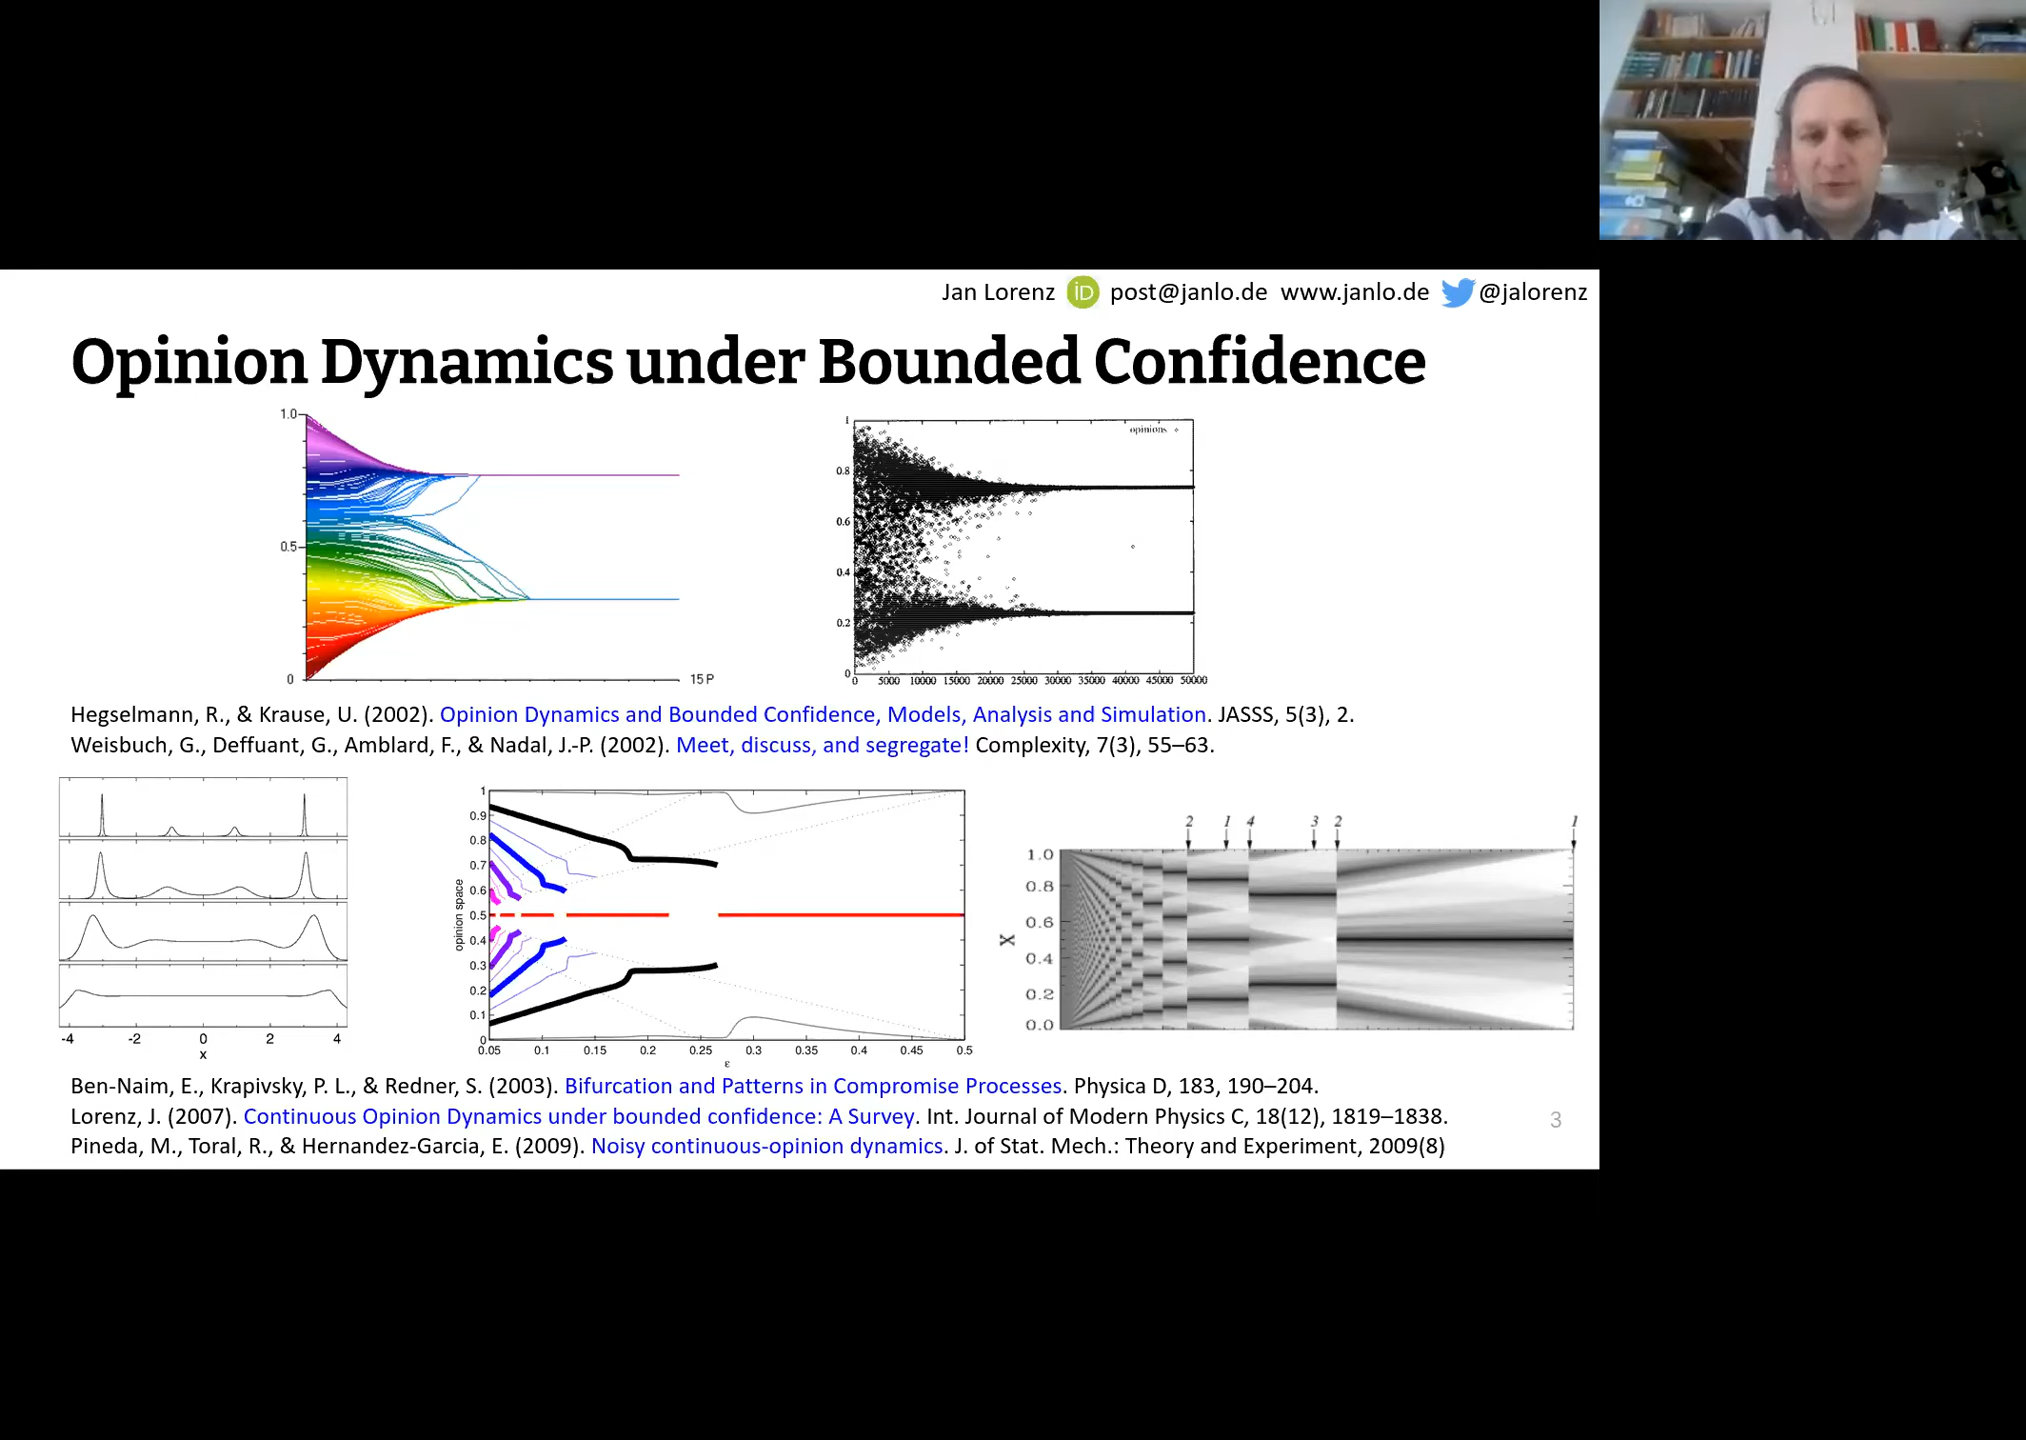 Jan Lorenz iD post@janlo.de www.janlo.de @jalorenz
Opinion Dynamics under Bounded Confidence
1.0
0.5
0
15 P
1
0.8
0.6
0.4
0.2
0
opinions
0 5000 10000 15000 20000 25000 30000 35000 40000 45000 50000
Hegselmann, R., & Krause, U. (2002). Opinion Dynamics and Bounded Confidence, Models, Analysis and Simulation. JASSS, 5(3), 2.
Weisbuch, G., Deffuant, G., Amblard, F., & Nadal, J.-P. (2002). Meet, discuss, and segregate! Complexity, 7(3), 55–63.
-4 -2 0 2 4
x
1
0.9
0.8
0.7
0.6
0.5
0.4
0.3
0.2
0.1
0
opinion space
0.05 0.1 0.15 0.2 0.25 0.3 0.35 0.4 0.45 0.5
ε
2 1 4 3 2 1
1.0
0.8
0.6
0.4
0.2
0.0
X
Ben-Naim, E., Krapivsky, P. L., & Redner, S. (2003). Bifurcation and Patterns in Compromise Processes. Physica D, 183, 190–204.
Lorenz, J. (2007). Continuous Opinion Dynamics under bounded confidence: A Survey. Int. Journal of Modern Physics C, 18(12), 1819–1838.
Pineda, M., Toral, R., & Hernandez-Garcia, E. (2009). Noisy continuous-opinion dynamics. J. of Stat. Mech.: Theory and Experiment, 2009(8)
3